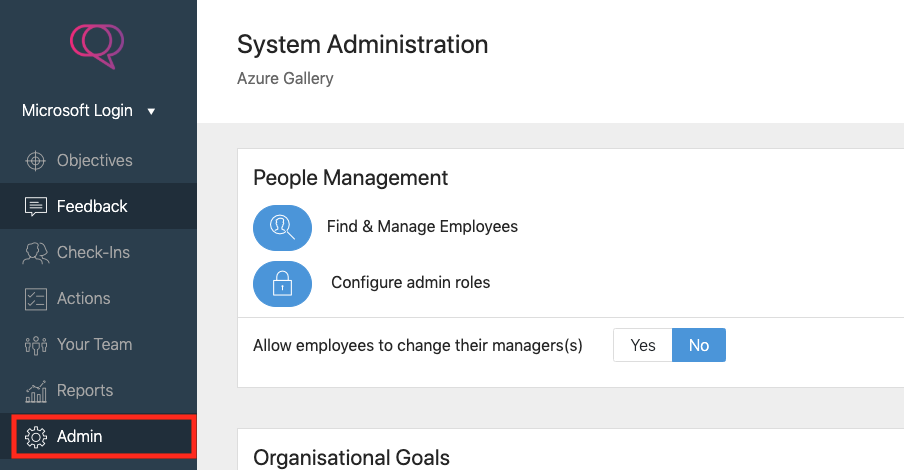 System Administration
Azure Gallery
Microsoft Login
Objectives
Feedback
Check-Ins
Actions
Your Team
Reports
Admin
People Management
Find & Manage Employees
Configure admin roles
Allow employees to change their managers(s) Yes No
Organisational Goals